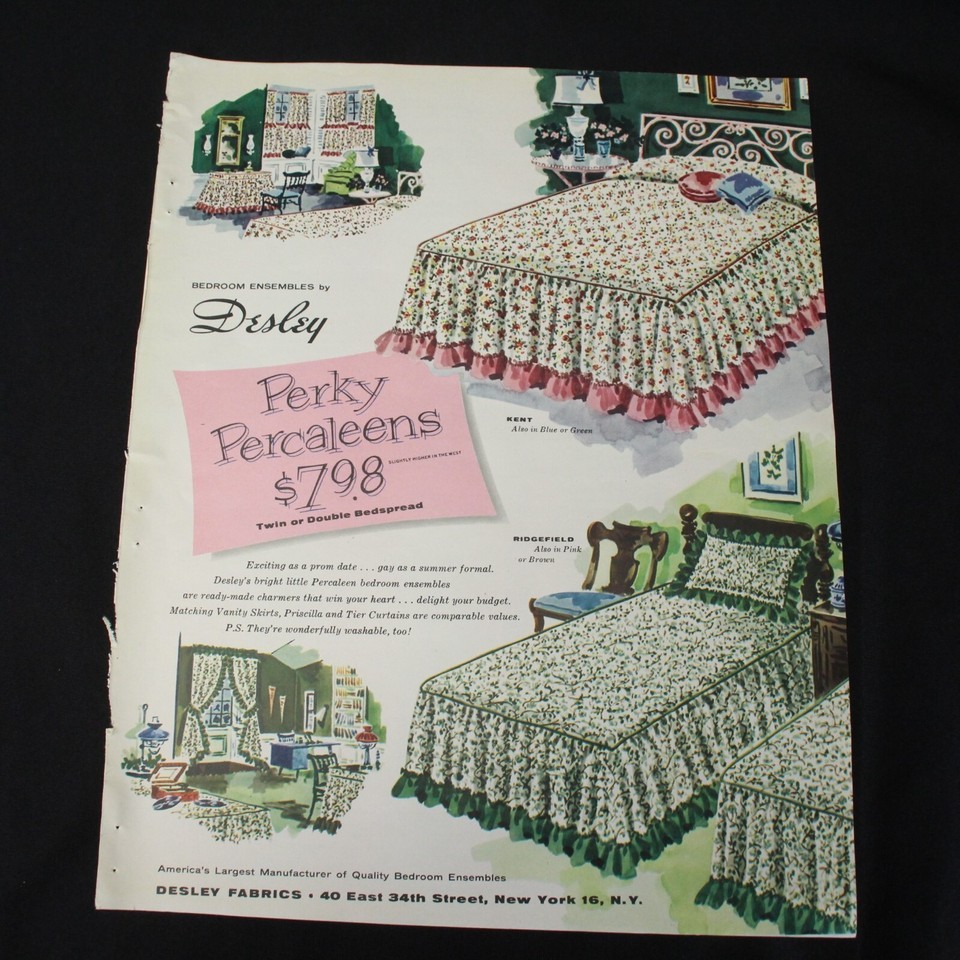 BEDROOM ENSEMBLES by
Desley
Perky
Percaleens
$7.98
SLIGHTLY HIGHER IN THE WEST
Twin or Double Bedspread
KENT
Also in Blue or Green
RIDGEFIELD
Also in Pink
or Brown
Exciting as a prom date . . . gay as a summer formal.
Desley's bright little Percaleen bedroom ensembles
are ready-made charmers that win your heart . . . delight your budget.
Matching Vanity Skirts, Priscilla and Tier Curtains are comparable values.
P.S. They're wonderfully washable, too!
America's Largest Manufacturer of Quality Bedroom Ensembles
DESLEY FABRICS • 40 East 34th Street, New York 16, N.Y.